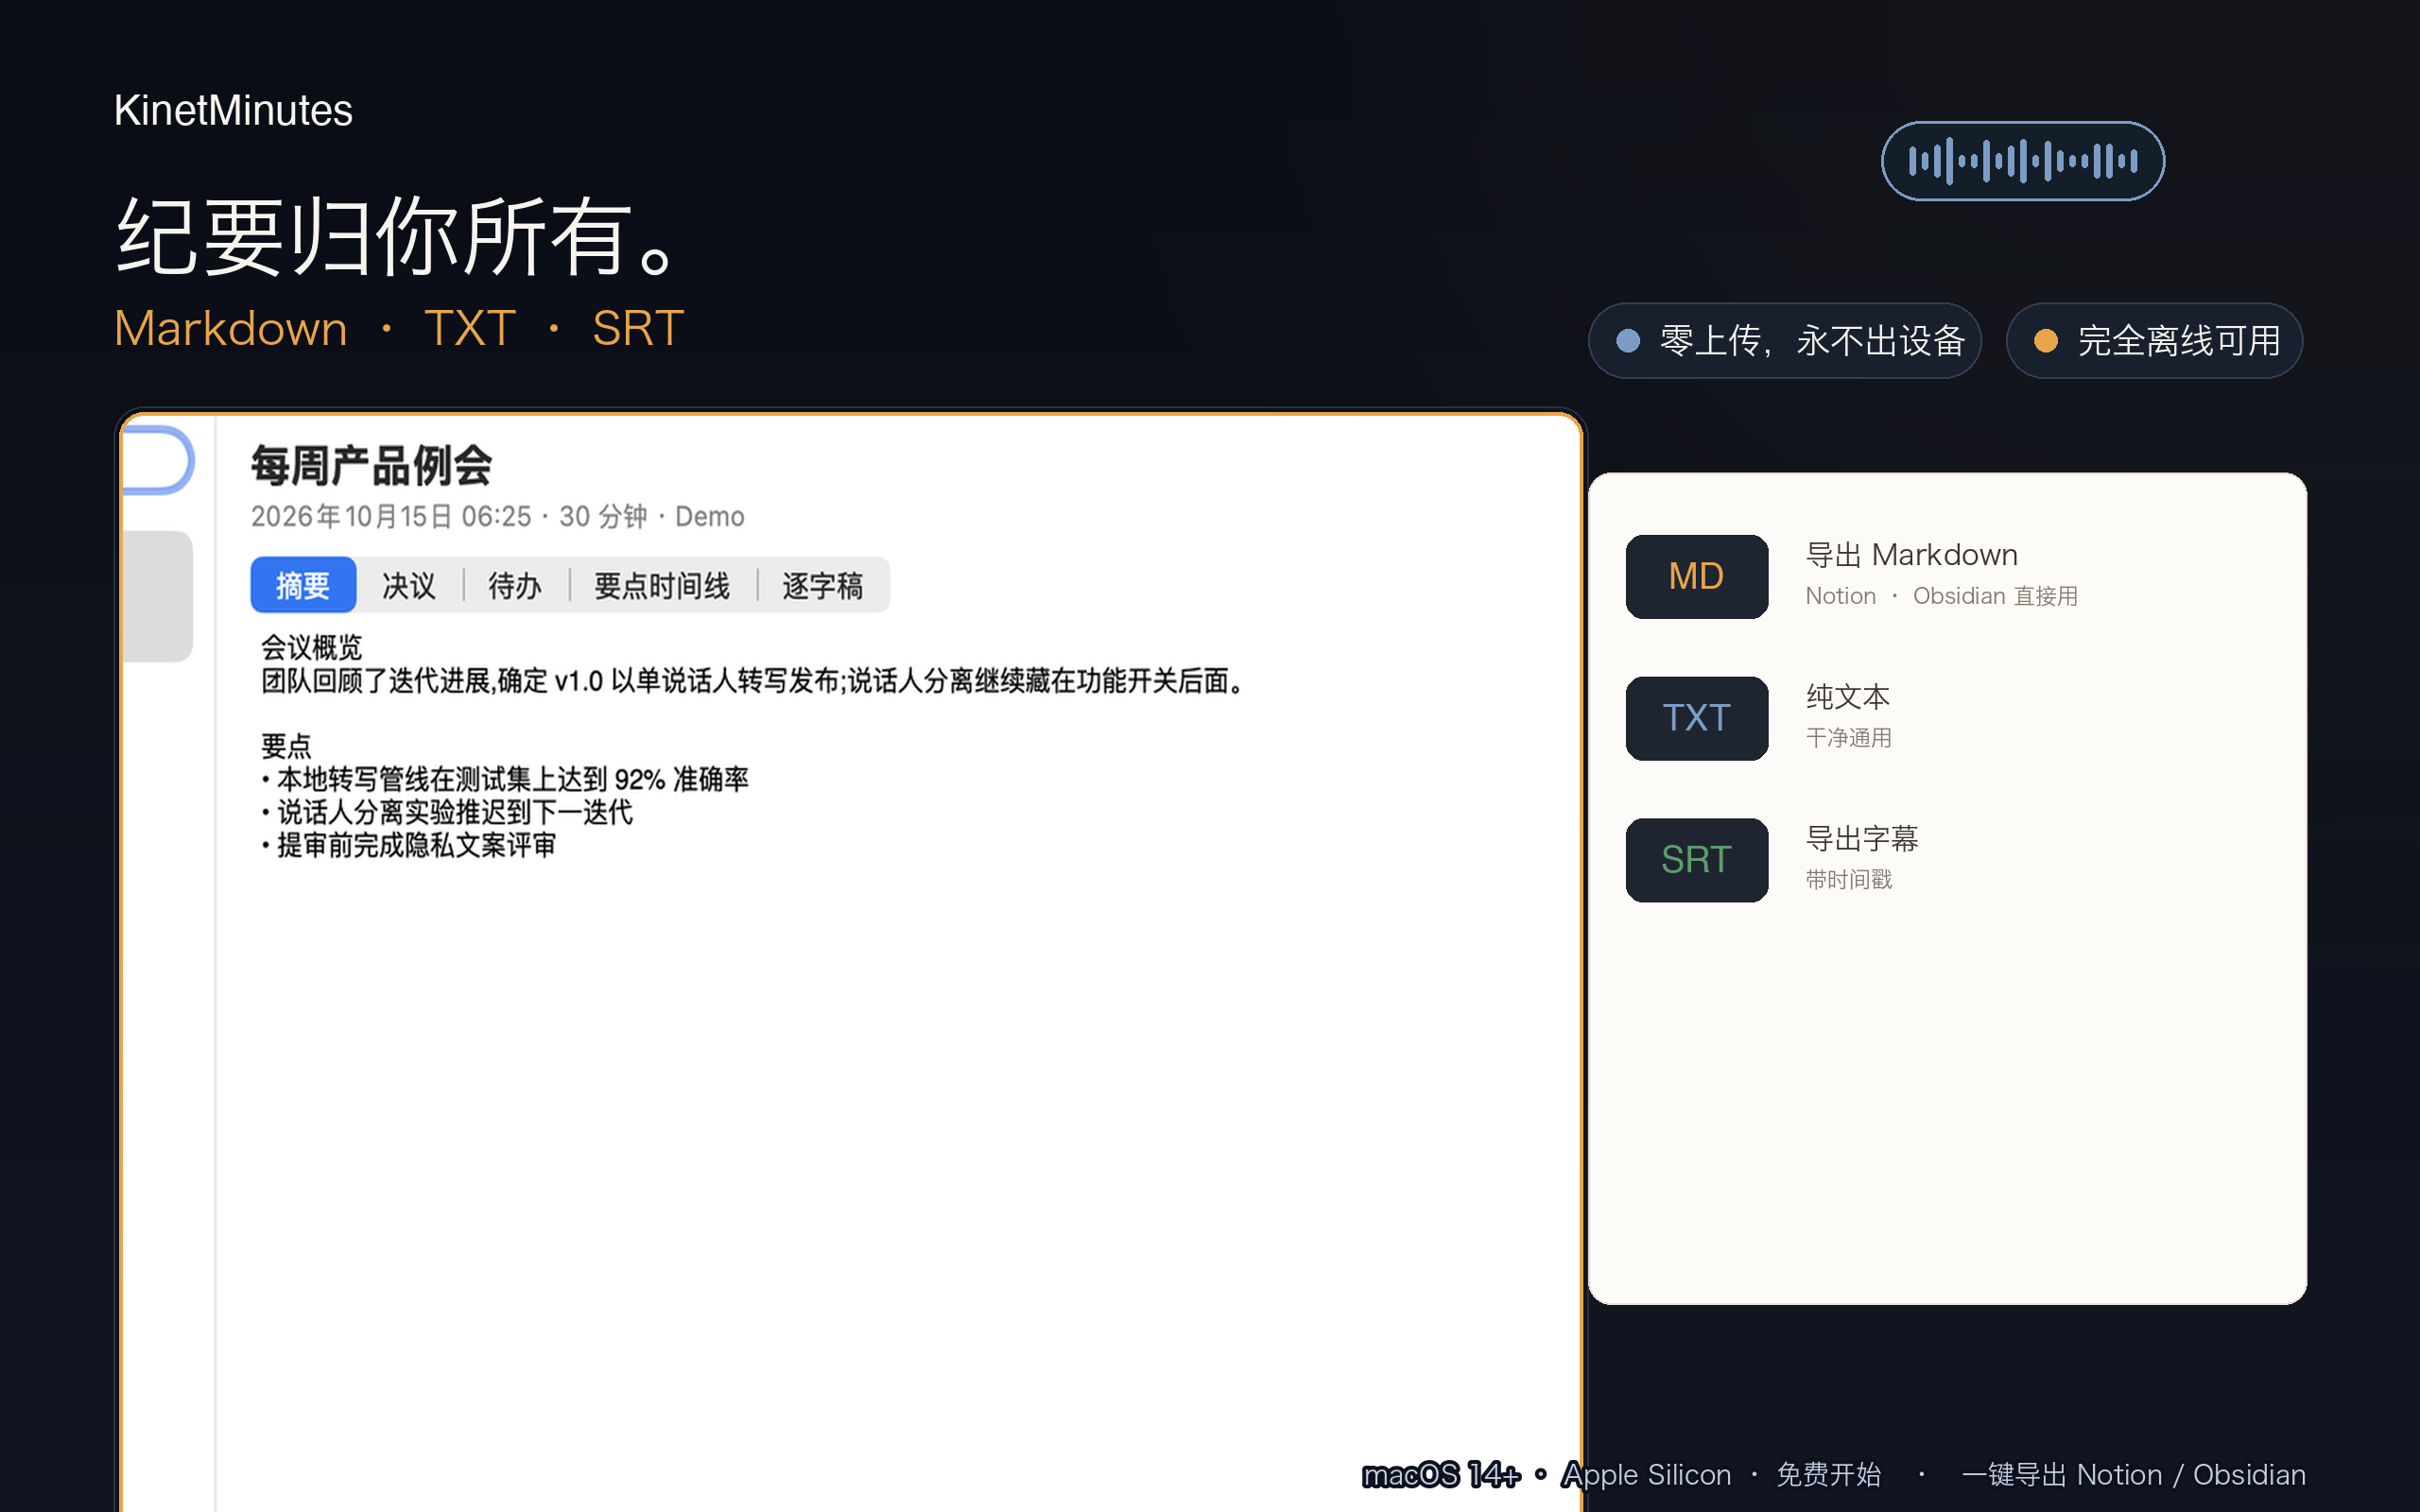 KinetMinutes
纪要归你所有。
Markdown · TXT · SRT
零上传，永不出设备
完全离线可用
每周产品例会
2026年10月15日 06:25 · 30 分钟 · Demo
摘要 决议 待办 要点时间线 逐字稿
会议概览
团队回顾了迭代进展,确定 v1.0 以单说话人转写发布;说话人分离继续藏在功能开关后面。
要点
• 本地转写管线在测试集上达到 92% 准确率
• 说话人分离实验推迟到下一迭代
• 提审前完成隐私文案评审
MD
导出 Markdown
Notion · Obsidian 直接用
TXT
纯文本
干净通用
SRT
导出字幕
带时间戳
macOS 14+ • Apple Silicon · 免费开始 · 一键导出 Notion / Obsidian